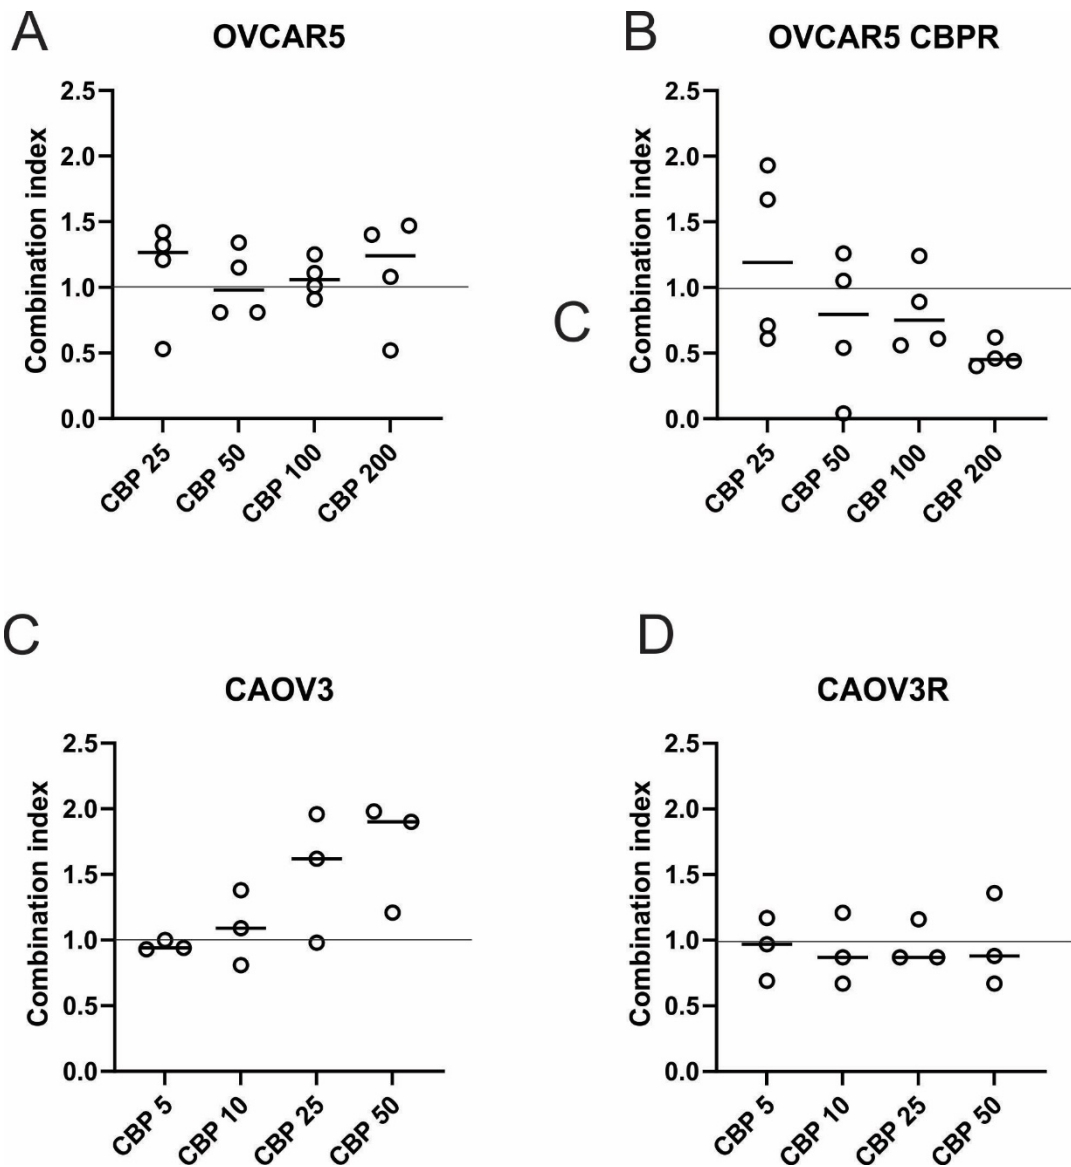 A
OVCAR5
Combination index
2.5
2.0
1.5
1.0
0.5
0.0
CBP 25
CBP 50
CBP 100
CBP 200
B
OVCAR5 CBPR
Combination index
2.5
2.0
1.5
1.0
0.5
0.0
CBP 25
CBP 50
CBP 100
CBP 200
C
C
CAOV3
Combination index
2.5
2.0
1.5
1.0
0.5
0.0
CBP 5
CBP 10
CBP 25
CBP 50
D
CAOV3R
Combination index
2.5
2.0
1.5
1.0
0.5
0.0
CBP 5
CBP 10
CBP 25
CBP 50